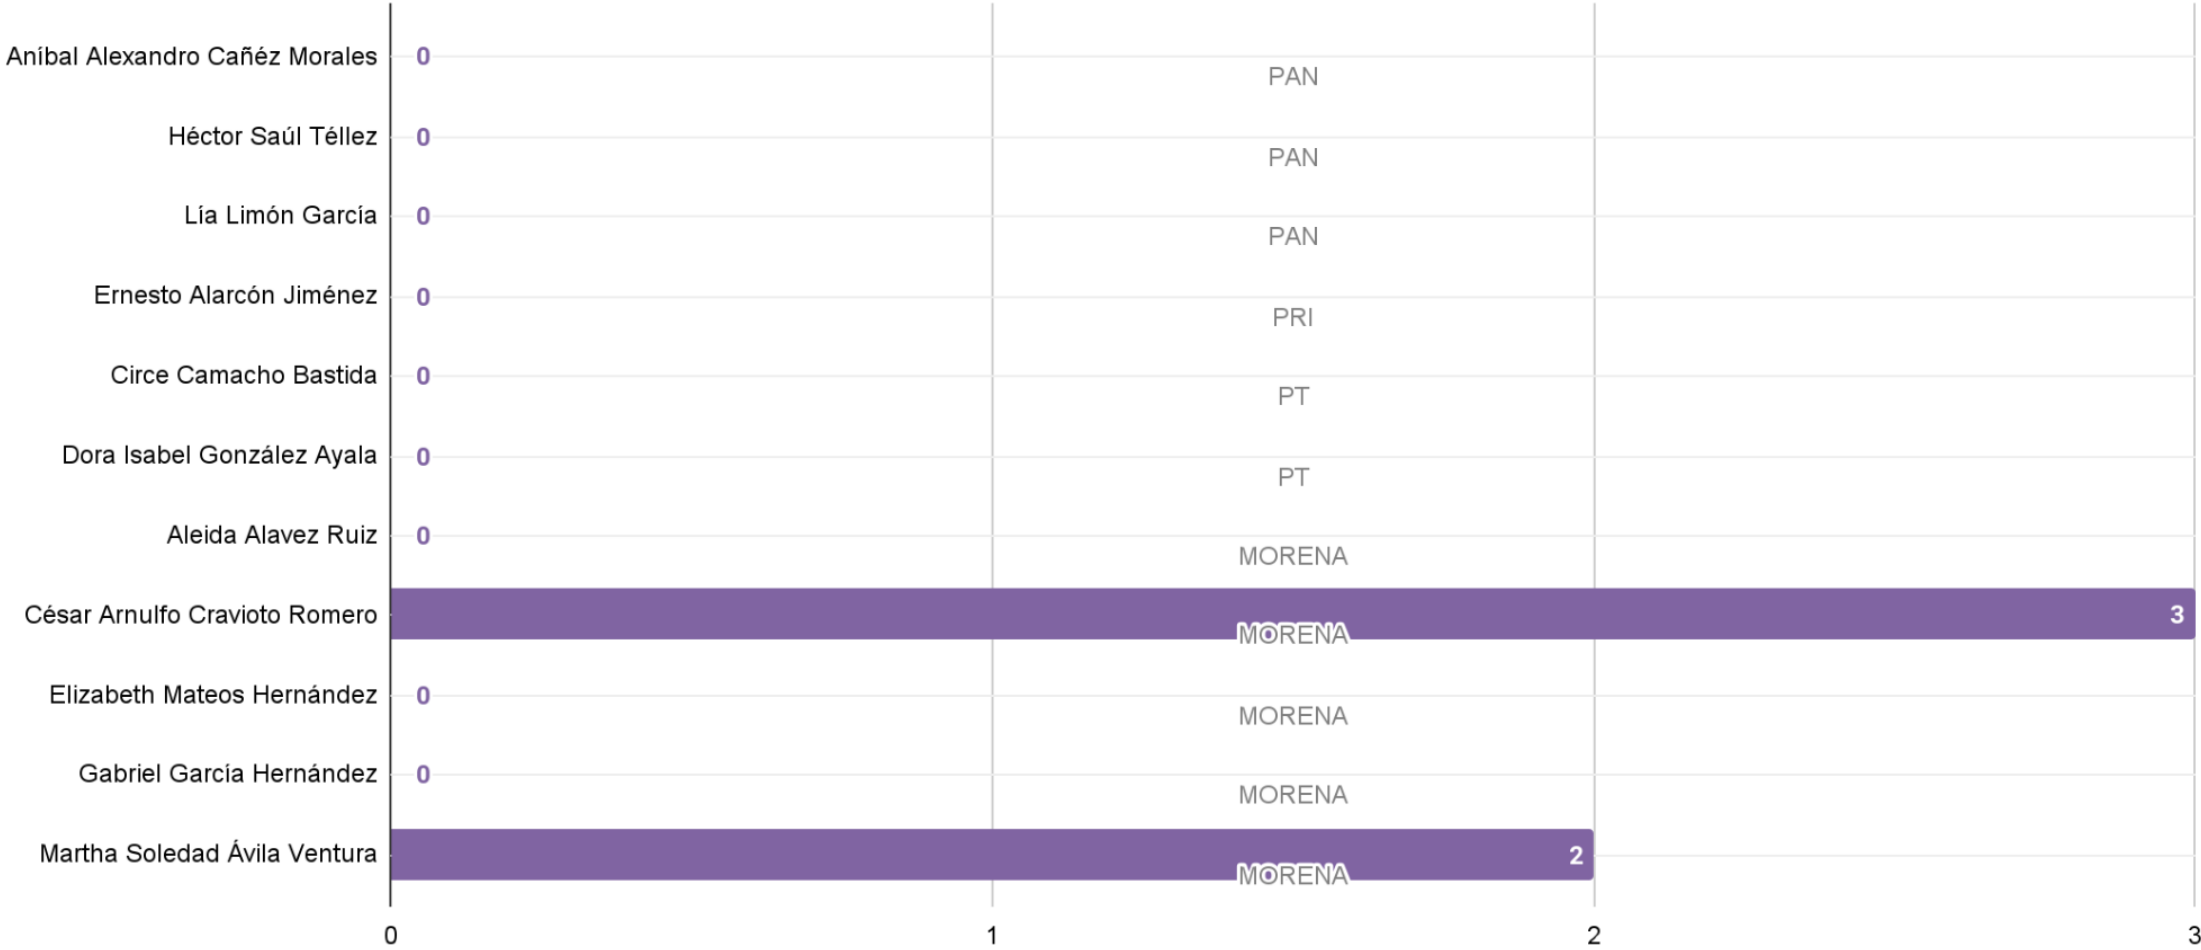 Aníbal Alexandro Cañéz Morales 0
PAN
Héctor Saúl Téllez 0
PAN
Lía Limón García 0
PAN
Ernesto Alarcón Jiménez 0
PRI
Circe Camacho Bastida 0
PT
Dora Isabel González Ayala 0
PT
Aleida Alavez Ruiz 0
MORENA
César Arnulfo Cravioto Romero 3
MORENA
Elizabeth Mateos Hernández 0
MORENA
Gabriel García Hernández 0
MORENA
Martha Soledad Ávila Ventura 2
MORENA
0 1 2 3